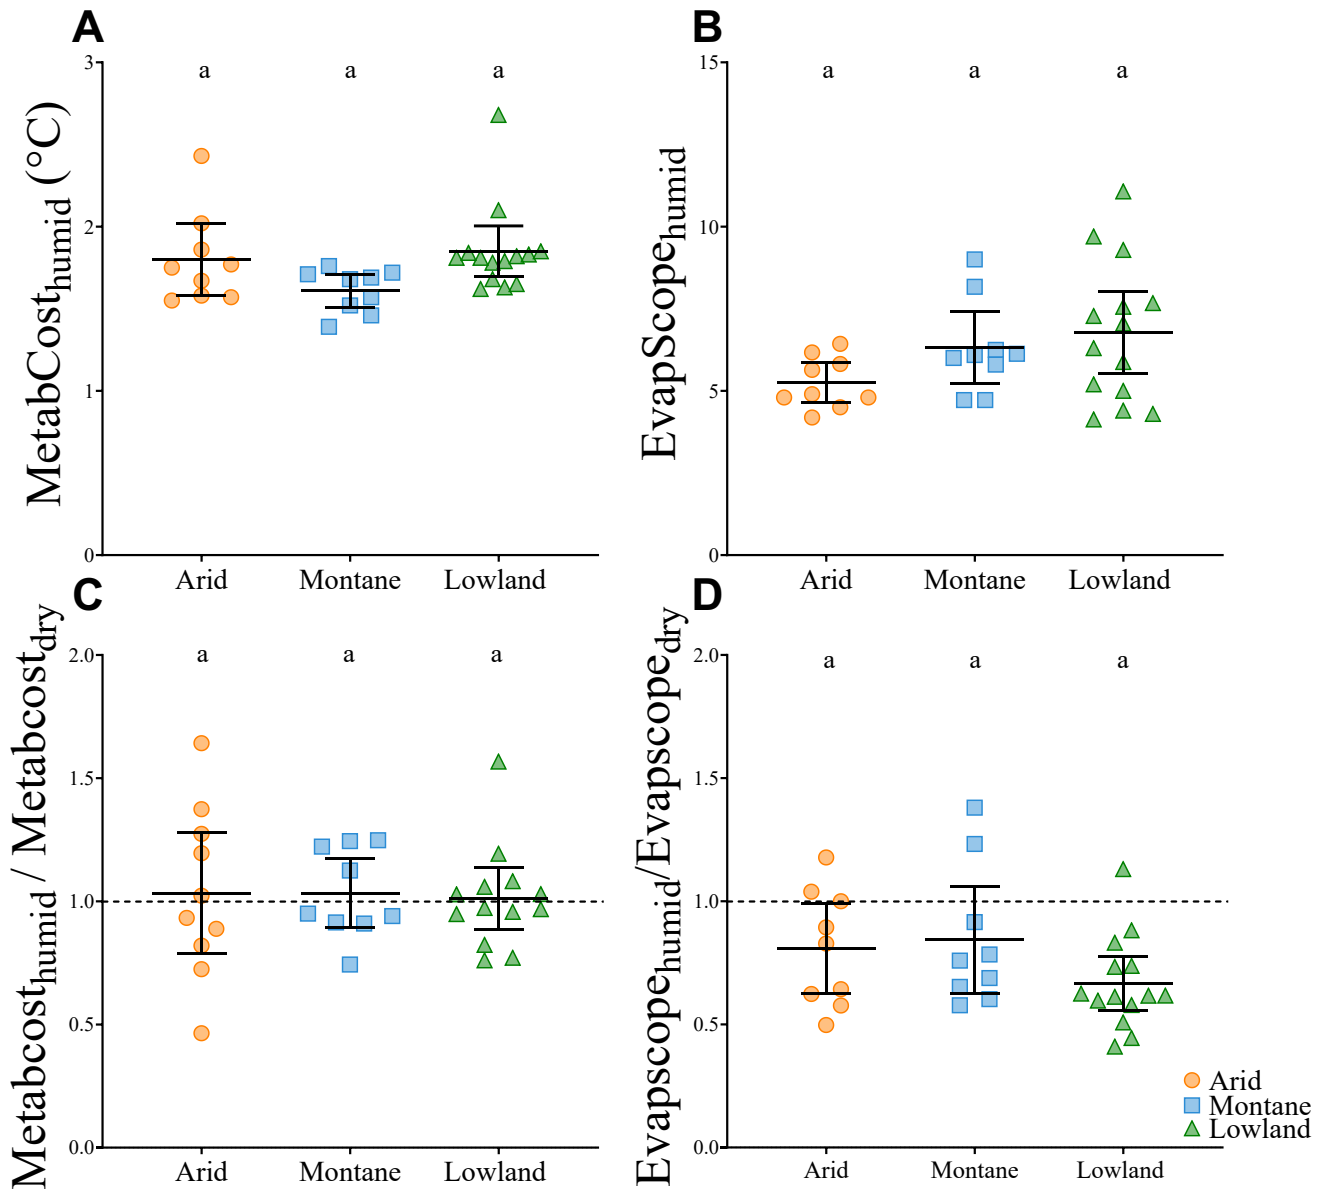 A
MetabCosthumid (°C)
3
2
1
0
a a a
Arid Montane Lowland
B
EvapScopehumid
15
10
5
0
a a a
Arid Montane Lowland
C
Metabcosthumid / Metabcostdry
2.0
1.5
1.0
0.5
0.0
a a a
Arid Montane Lowland
D
Evapscopehumid/Evapscopedry
2.0
1.5
1.0
0.5
0.0
a a a
Arid Montane Lowland
Arid
Montane
Lowland